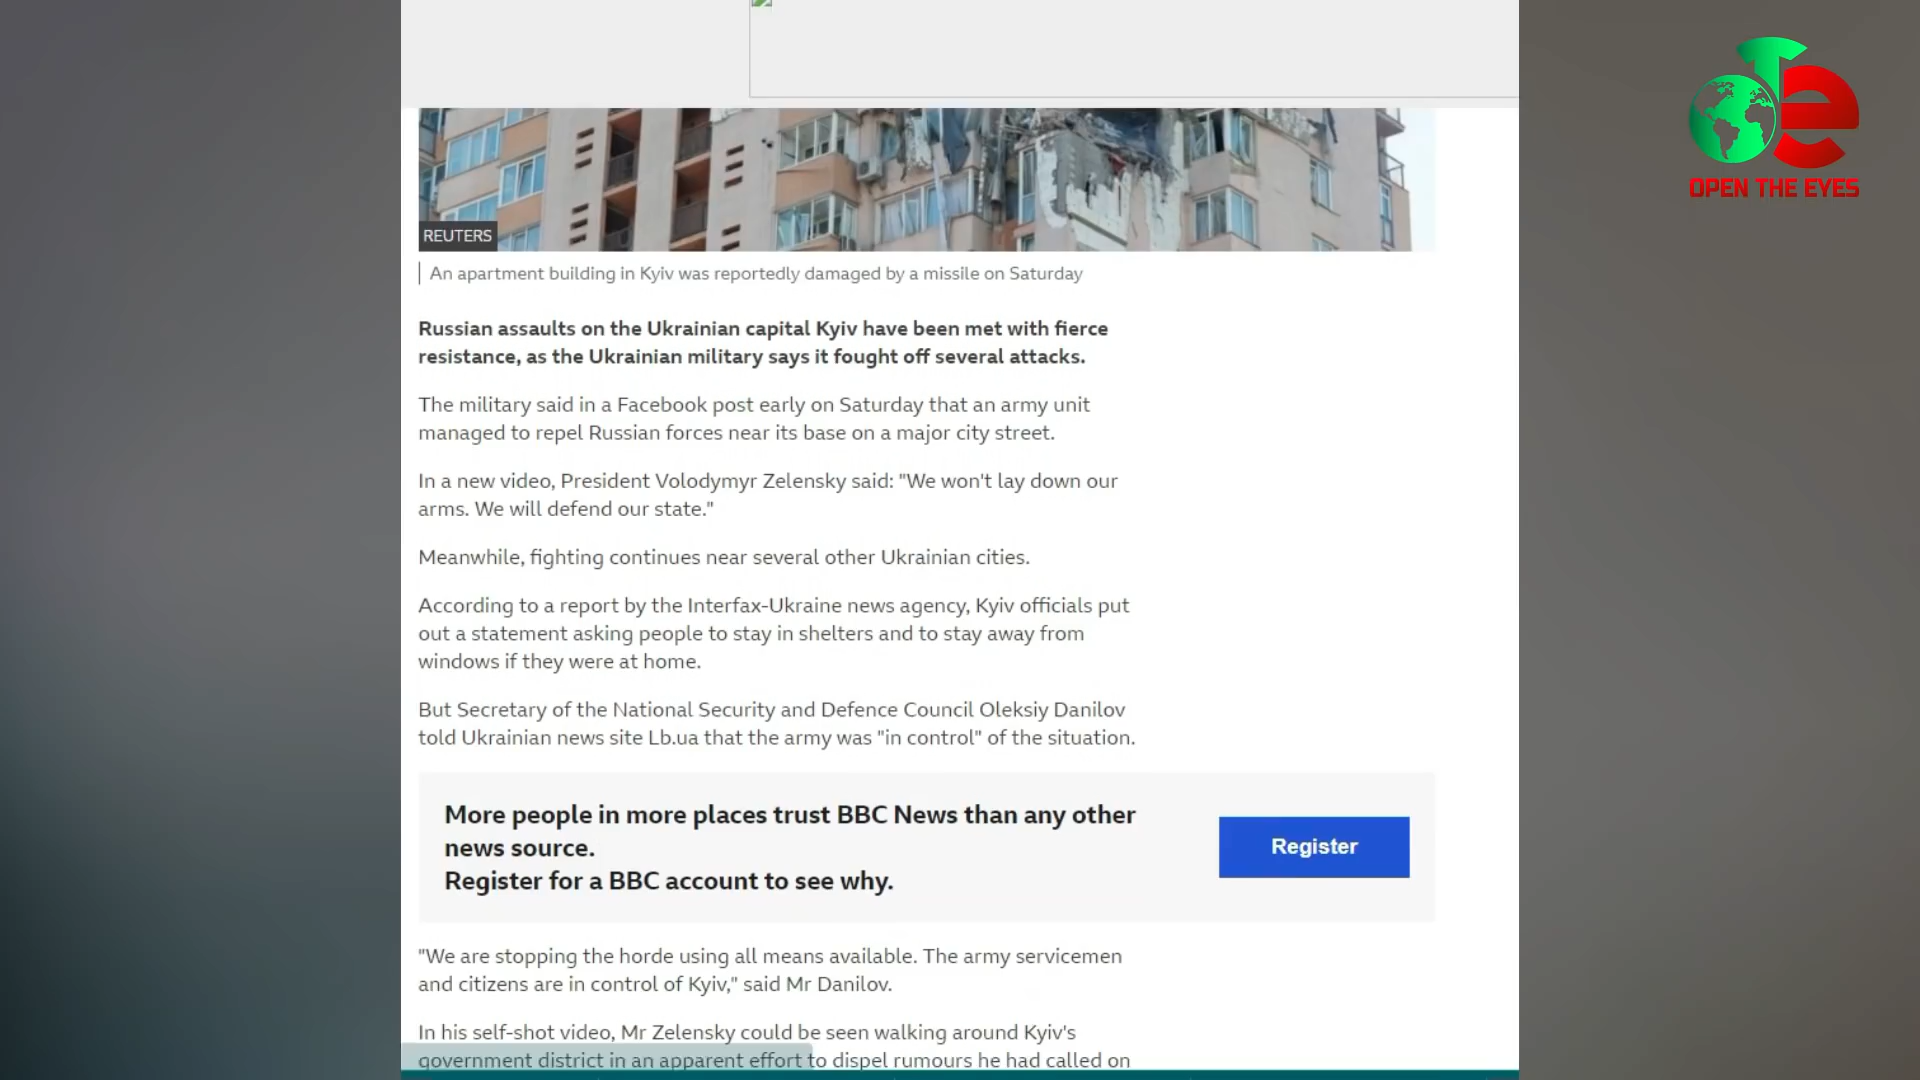 OPEN THE EYES
REUTERS
An apartment building in Kyiv was reportedly damaged by a missile on Saturday
Russian assaults on the Ukrainian capital Kyiv have been met with fierce
resistance, as the Ukrainian military says it fought off several attacks.
The military said in a Facebook post early on Saturday that an army unit
managed to repel Russian forces near its base on a major city street.
In a new video, President Volodymyr Zelensky said: "We won't lay down our
arms. We will defend our state."
Meanwhile, fighting continues near several other Ukrainian cities.
According to a report by the Interfax-Ukraine news agency, Kyiv officials put
out a statement asking people to stay in shelters and to stay away from
windows if they were at home.
But Secretary of the National Security and Defence Council Oleksiy Danilov
told Ukrainian news site Lb.ua that the army was "in control" of the situation.
More people in more places trust BBC News than any other
news source.
Register for a BBC account to see why.
Register
"We are stopping the horde using all means available. The army servicemen
and citizens are in control of Kyiv," said Mr Danilov.
In his self-shot video, Mr Zelensky could be seen walking around Kyiv's
government district in an apparent effort to dispel rumours he had called on